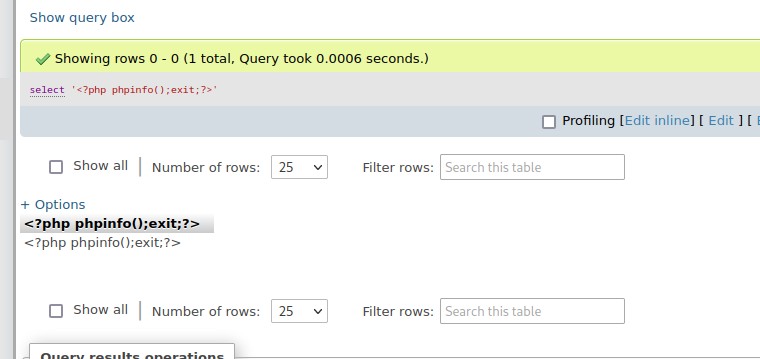 Show query box
Showing rows 0 - 0 (1 total, Query took 0.0006 seconds.)
select '<?php phpinfo();exit;?>'
Profiling [Edit inline] [ Edit ] [
Show all Number of rows: 25 Filter rows: Search this table
+ Options
<?php phpinfo();exit;?>
<?php phpinfo();exit;?>
Show all Number of rows: 25 Filter rows: Search this table
Query results operations